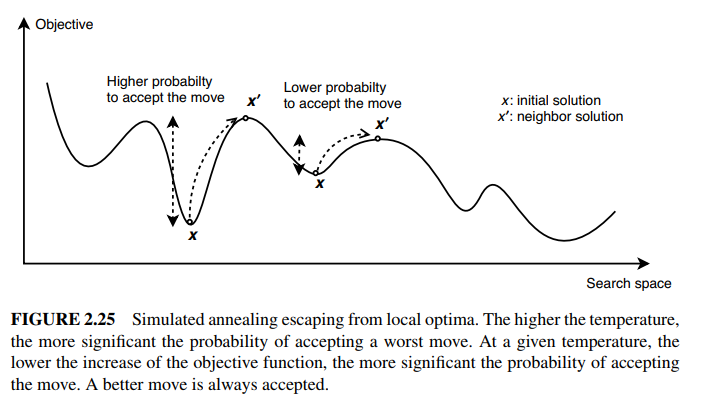 Objective
Higher probabilty
to accept the move
x′
Lower probabilty
to accept the move
x′
x: initial solution
x′: neighbor solution
x
x
Search space
FIGURE 2.25 Simulated annealing escaping from local optima. The higher the temperature,
the more significant the probability of accepting a worst move. At a given temperature, the
lower the increase of the objective function, the more significant the probability of accepting
the move. A better move is always accepted.